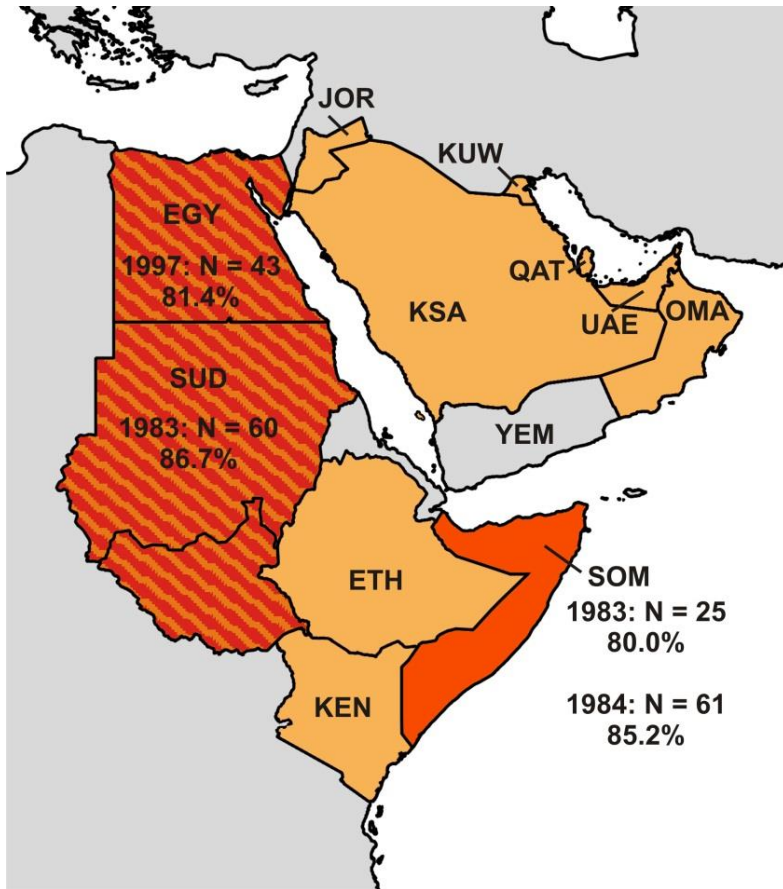 JOR
KUW
EGY
1997: N = 43
81.4%
QAT
KSA
UAE
OMA
SUD
1983: N = 60
86.7%
YEM
ETH
SOM
1983: N = 25
80.0%
KEN
1984: N = 61
85.2%